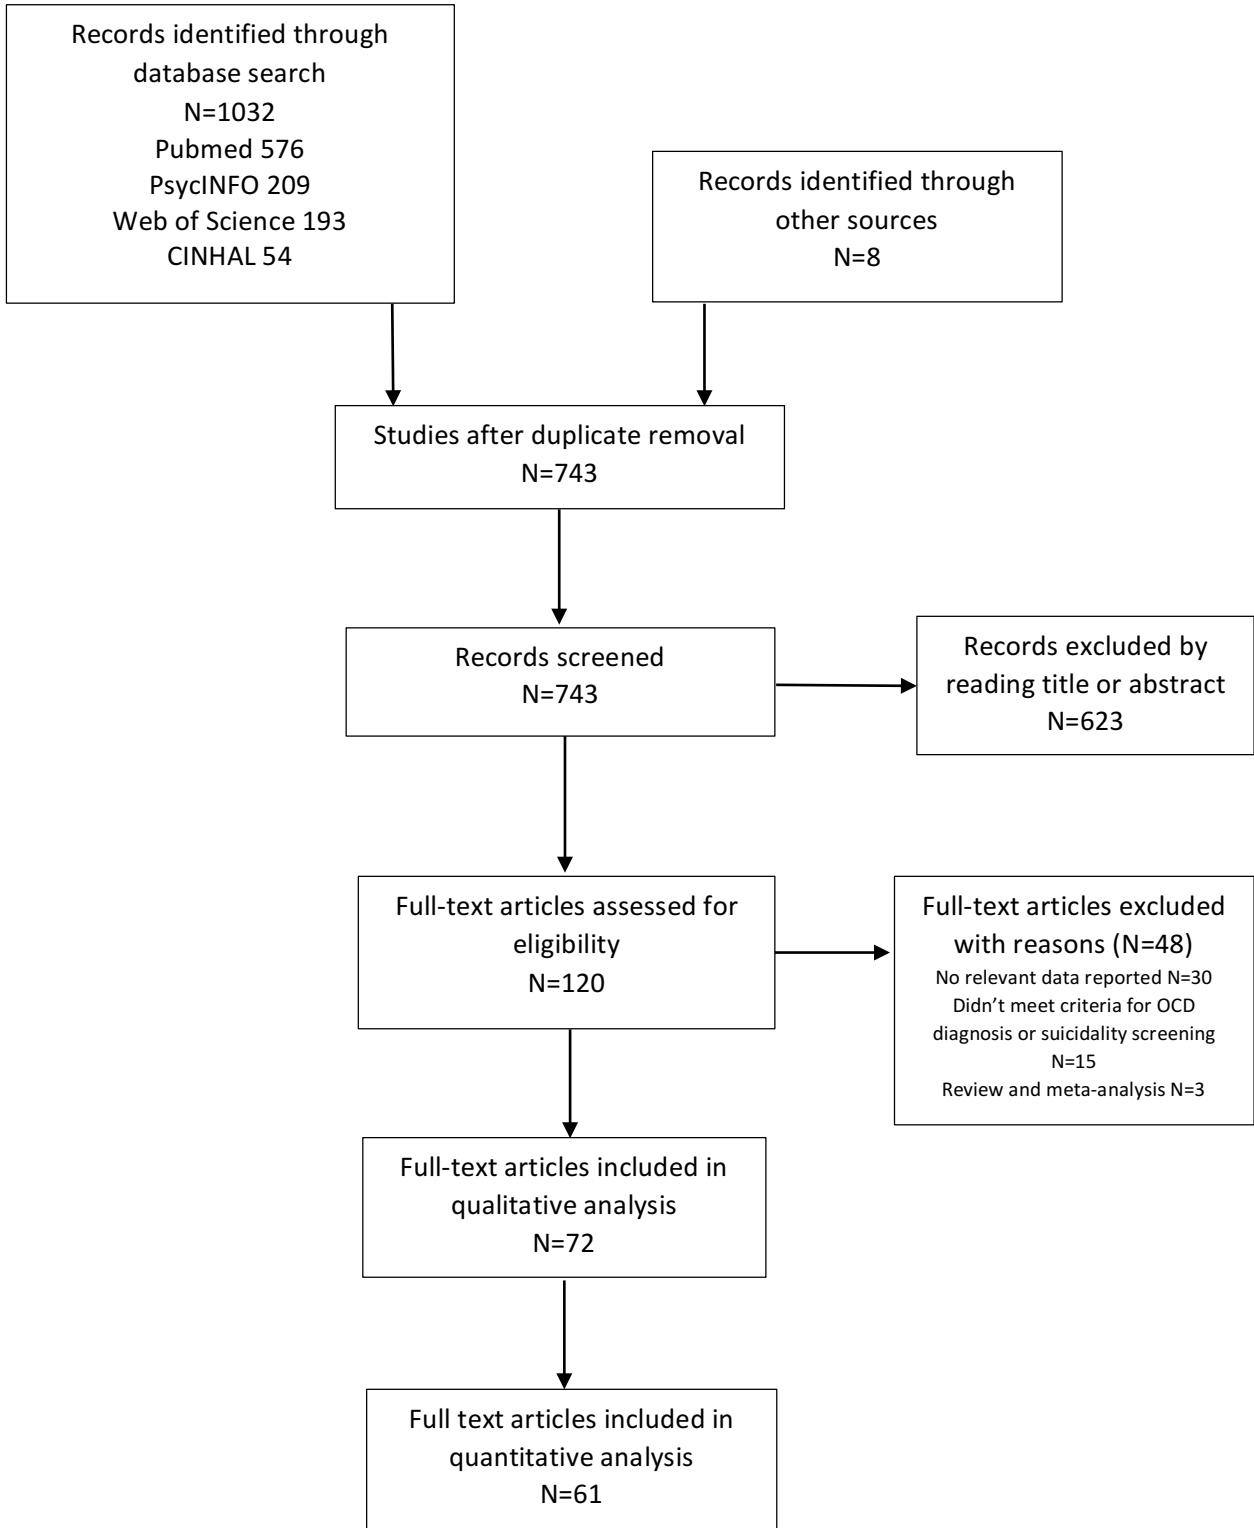 Records identified through
database search
N=1032
Pubmed 576
PsycINFO 209
Web of Science 193
CINHAL 54
Records identified through
other sources
N=8
Studies after duplicate removal
N=743
Records screened
N=743
Records excluded by
reading title or abstract
N=623
Full-text articles assessed for
eligibility
N=120
Full-text articles excluded
with reasons (N=48)
No relevant data reported N=30
Didn’t meet criteria for OCD
diagnosis or suicidality screening
N=15
Review and meta-analysis N=3
Full-text articles included in
qualitative analysis
N=72
Full text articles included in
quantitative analysis
N=61